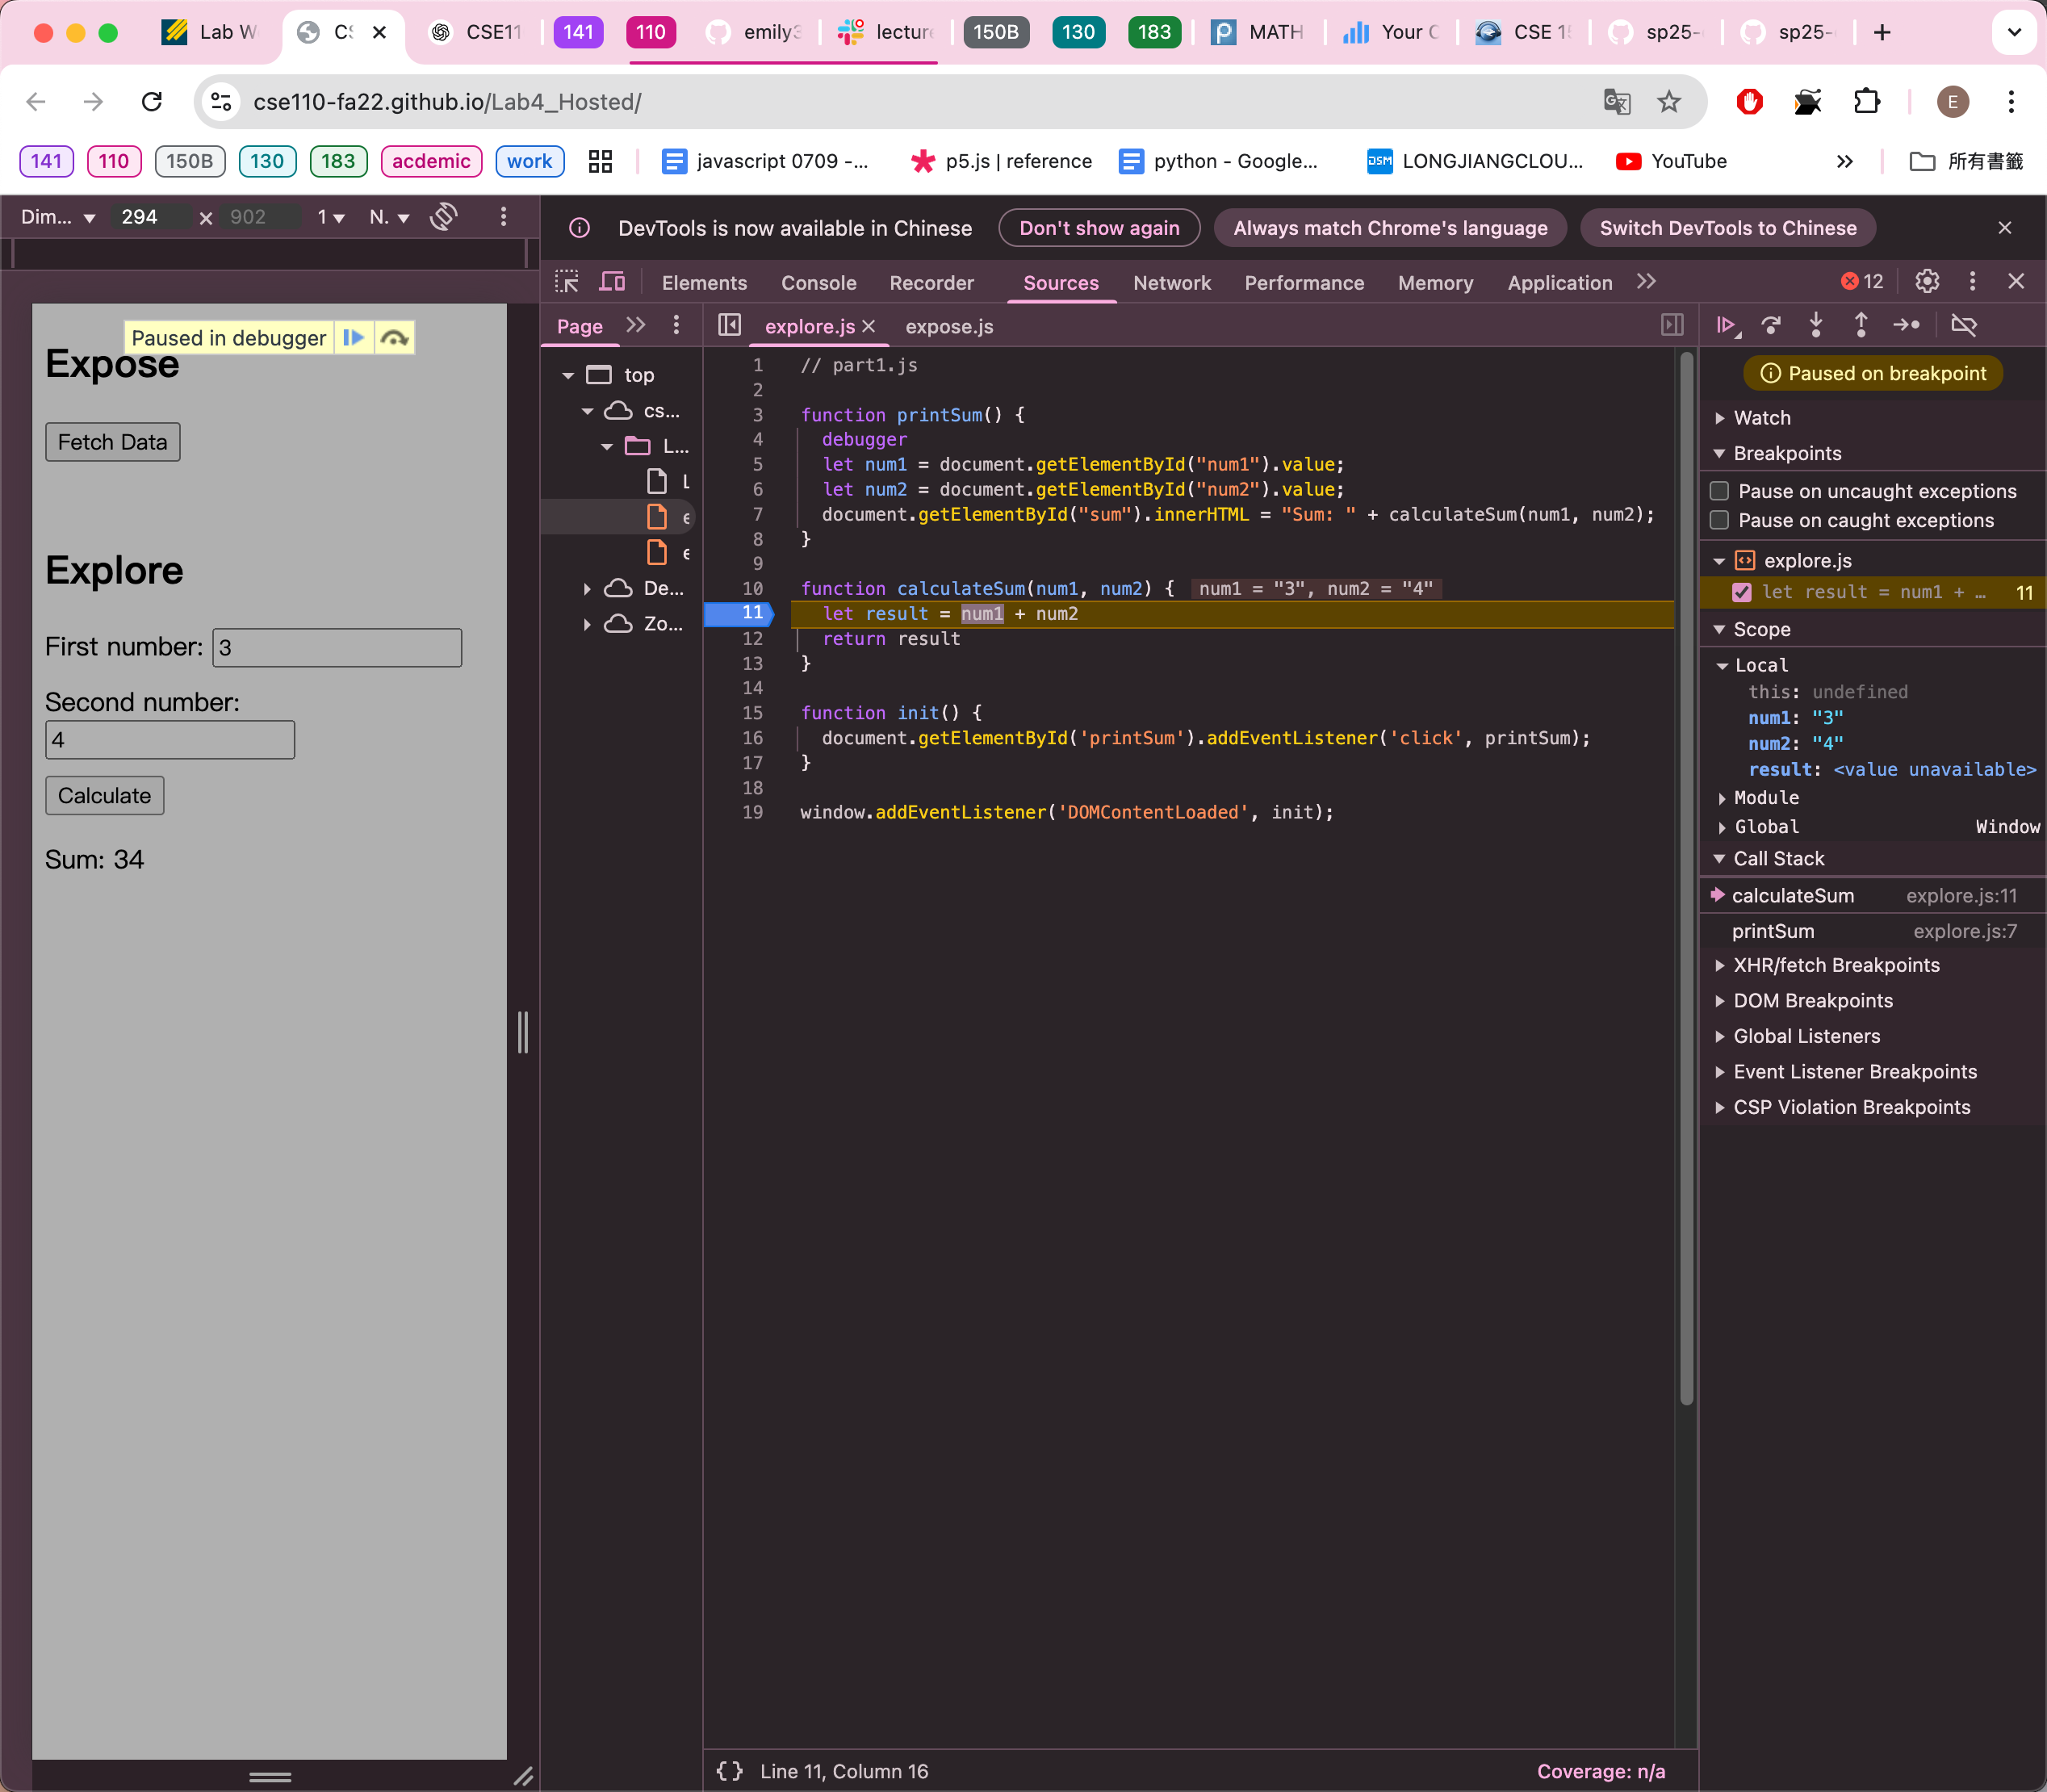 Lab W
CS
CSE11
141
110
emily3
lectur
150B
130
183
MATH
Your C
CSE 15
sp25-
sp25-
cse110-fa22.github.io/Lab4_Hosted/
E
141
110
150B
130
183
acdemic
work
javascript 0709 -...
p5.js | reference
python - Google...
DSM
LONGJIANGCLOU...
YouTube
所有書籤
Dim...
294
x
902
1
N.
DevTools is now available in Chinese
Don't show again
Always match Chrome's language
Switch DevTools to Chinese
Elements
Console
Recorder
Sources
Network
Performance
Memory
Application
12
Page
explore.js
expose.js
Paused in debugger
Expose
Fetch Data
Explore
First number: 3
Second number:
4
Calculate
Sum: 34
top
cs...
L...
L
e
e
De...
Zo...
1 // part1.js
2
3 function printSum() {
4 debugger
5 let num1 = document.getElementById("num1").value;
6 let num2 = document.getElementById("num2").value;
7 document.getElementById("sum").innerHTML = "Sum: " + calculateSum(num1, num2);
8 }
9
10 function calculateSum(num1, num2) { num1 = "3", num2 = "4"
11 let result = num1 + num2
12 return result
13 }
14
15 function init() {
16 document.getElementById('printSum').addEventListener('click', printSum);
17 }
18
19 window.addEventListener('DOMContentLoaded', init);
{} Line 11, Column 16
Coverage: n/a
Paused on breakpoint
Watch
Breakpoints
Pause on uncaught exceptions
Pause on caught exceptions
explore.js
let result = num1 + … 11
Scope
Local
this: undefined
num1: "3"
num2: "4"
result: <value unavailable>
Module
Global Window
Call Stack
calculateSum explore.js:11
printSum explore.js:7
XHR/fetch Breakpoints
DOM Breakpoints
Global Listeners
Event Listener Breakpoints
CSP Violation Breakpoints